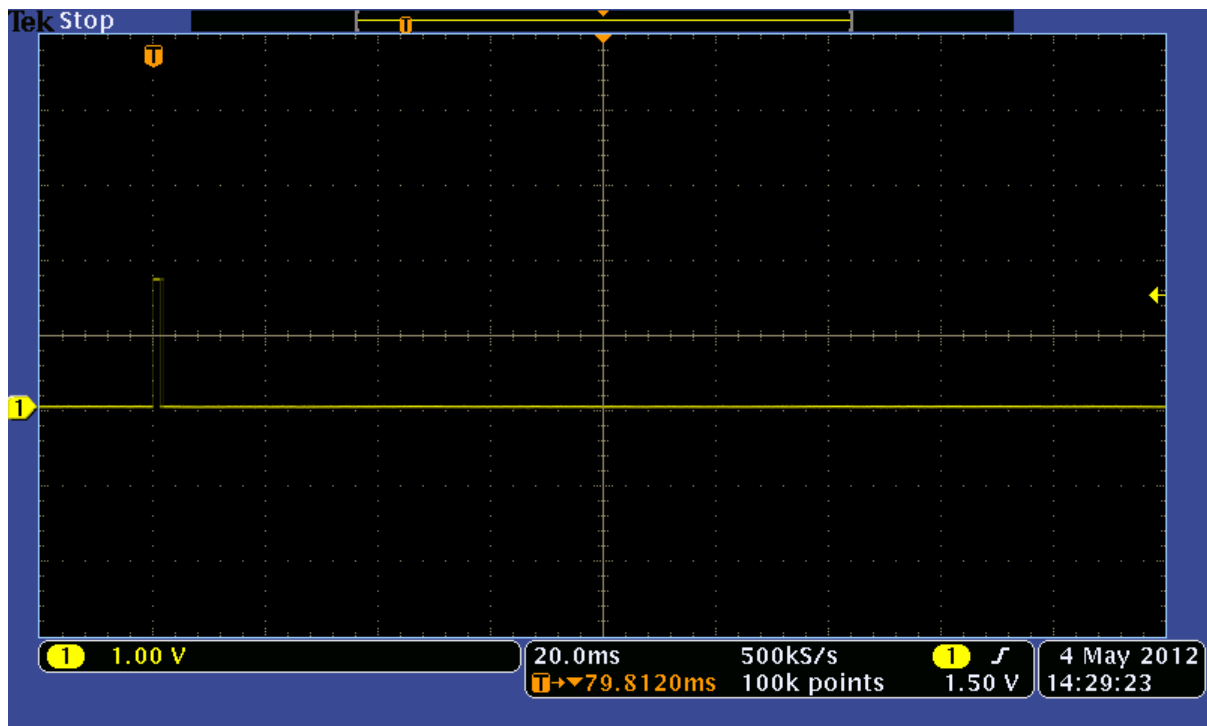 Tek Stop
T
T
1
1 1.00 V
20.0ms 500kS/s 1 4 May 2012
T→▼79.8120ms 100k points 1.50 V 14:29:23